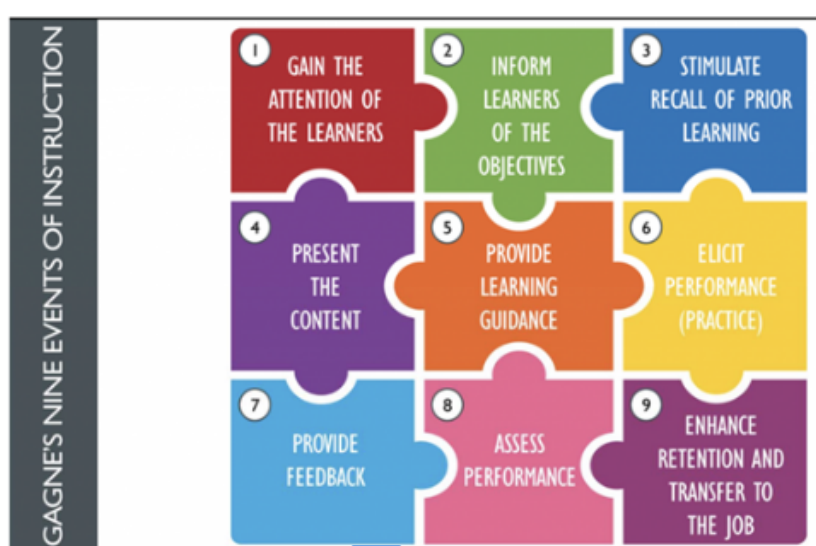 GAGNE'S NINE EVENTS OF INSTRUCTION
1
GAIN THE
ATTENTION OF
THE LEARNERS
2
INFORM
LEARNERS
OF THE
OBJECTIVES
3
STIMULATE
RECALL OF PRIOR
LEARNING
4
PRESENT
THE
CONTENT
5
PROVIDE
LEARNING
GUIDANCE
6
ELICIT
PERFORMANCE
(PRACTICE)
7
PROVIDE
FEEDBACK
8
ASSESS
PERFORMANCE
9
ENHANCE
RETENTION AND
TRANSFER TO
THE JOB